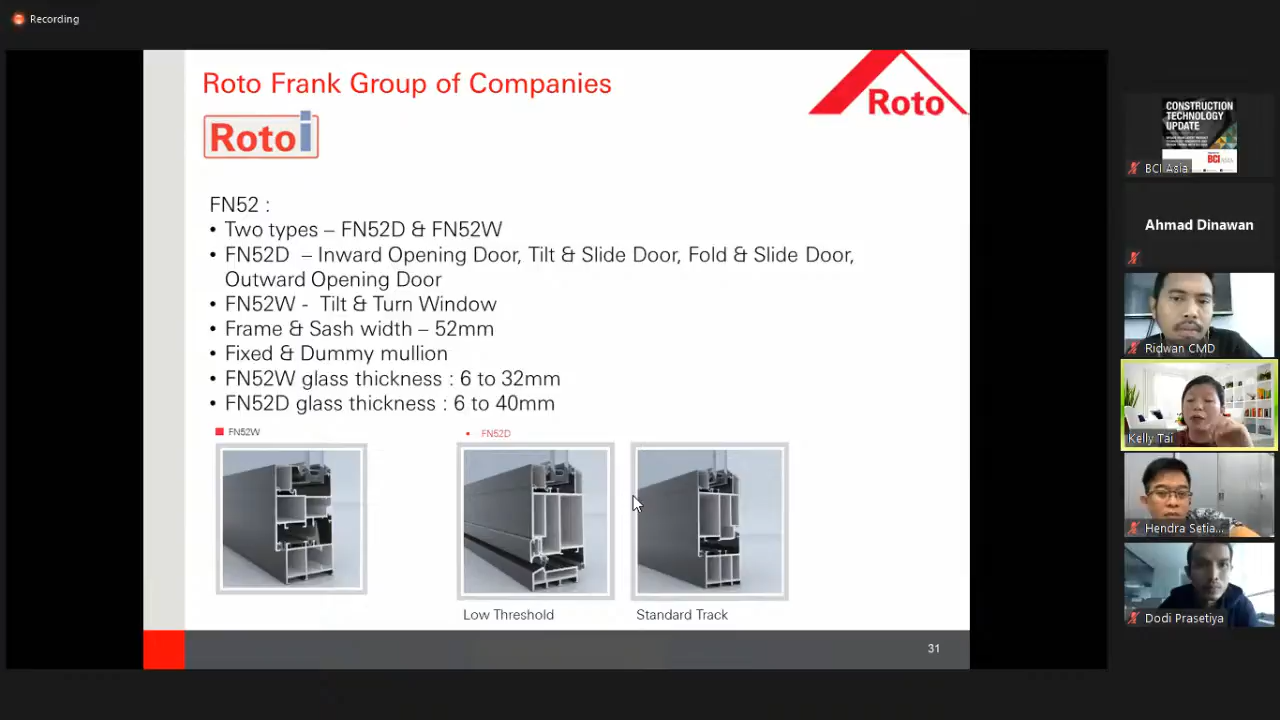 Recording
Roto Frank Group of Companies
Roto
Roto i
FN52 :
• Two types – FN52D & FN52W
• FN52D – Inward Opening Door, Tilt & Slide Door, Fold & Slide Door,
Outward Opening Door
• FN52W - Tilt & Turn Window
• Frame & Sash width – 52mm
• Fixed & Dummy mullion
• FN52W glass thickness : 6 to 32mm
• FN52D glass thickness : 6 to 40mm
FN52W
• FN52D
Low Threshold
Standard Track
31
CONSTRUCTION
TECHNOLOGY
UPDATE
BCI ASIA
BCI Asia
Ahmad Dinawan
Ridwan CMD
Kelly Tai
Hendra Setia...
Dodi Prasetiya